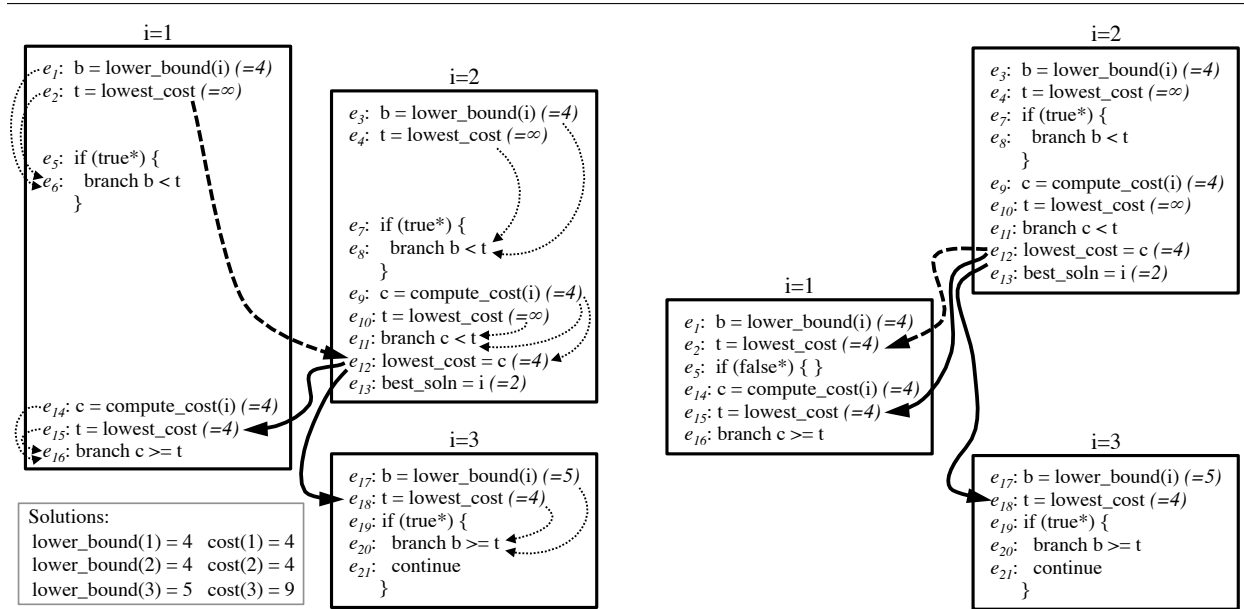 i=1
e1: b = lower_bound(i) (=4)
e2: t = lowest_cost (=∞)
e5: if (true*) {
e6: branch b < t
}
e14: c = compute_cost(i) (=4)
e15: t = lowest_cost (=4)
e16: branch c >= t
i=2
e3: b = lower_bound(i) (=4)
e4: t = lowest_cost (=∞)
e7: if (true*) {
e8: branch b < t
}
e9: c = compute_cost(i) (=4)
e10: t = lowest_cost (=∞)
e11: branch c < t
e12: lowest_cost = c (=4)
e13: best_soln = i (=2)
i=3
e17: b = lower_bound(i) (=5)
e18: t = lowest_cost (=4)
e19: if (true*) {
e20: branch b >= t
e21: continue
}
Solutions:
lower_bound(1) = 4 cost(1) = 4
lower_bound(2) = 4 cost(2) = 4
lower_bound(3) = 5 cost(3) = 9
i=2
e3: b = lower_bound(i) (=4)
e4: t = lowest_cost (=∞)
e7: if (true*) {
e8: branch b < t
}
e9: c = compute_cost(i) (=4)
e10: t = lowest_cost (=∞)
e11: branch c < t
e12: lowest_cost = c (=4)
e13: best_soln = i (=2)
i=1
e1: b = lower_bound(i) (=4)
e2: t = lowest_cost (=4)
e5: if (false*) { }
e14: c = compute_cost(i) (=4)
e15: t = lowest_cost (=4)
e16: branch c >= t
i=3
e17: b = lower_bound(i) (=5)
e18: t = lowest_cost (=4)
e19: if (true*) {
e20: branch b >= t
e21: continue
}